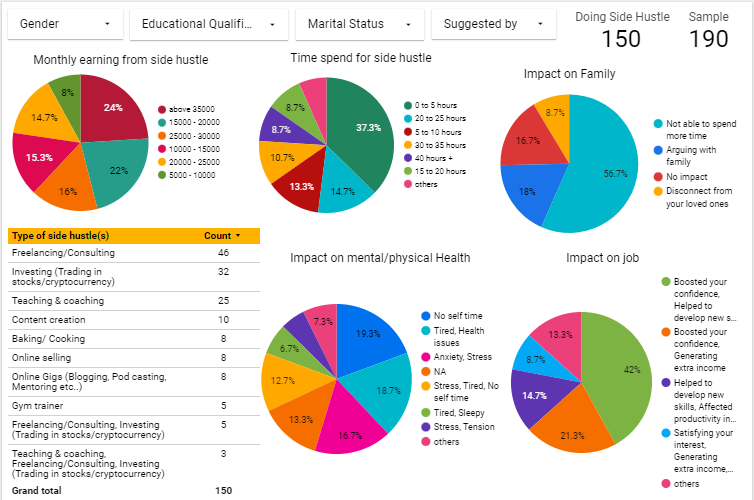 Gender
Educational Qualifi...
Marital Status
Suggested by
Doing Side Hustle
150
Sample
190
Monthly earning from side hustle
24%
22%
16%
15.3%
14.7%
8%
above 35000
15000 - 20000
25000 - 30000
10000 - 15000
20000 - 25000
5000 - 10000
Time spend for side hustle
37.3%
14.7%
13.3%
10.7%
8.7%
8.7%
0 to 5 hours
20 to 25 hours
5 to 10 hours
30 to 35 hours
40 hours +
15 to 20 hours
others
Impact on Family
56.7%
18%
16.7%
8.7%
Not able to spend
more time
Arguing with
family
No impact
Disconnect from
your loved ones
Type of side hustle(s) Count
Freelancing/Consulting 46
Investing (Trading in
stocks/cryptocurrency) 32
Teaching & coaching 25
Content creation 10
Baking/ Cooking 8
Online selling 8
Online Gigs (Blogging, Pod casting,
Mentoring etc..) 8
Gym trainer 5
Freelancing/Consulting, Investing
(Trading in stocks/cryptocurrency) 5
Teaching & coaching,
Freelancing/Consulting, Investing
(Trading in stocks/cryptocurrency) 3
Grand total 150
Impact on mental/physical Health
19.3%
18.7%
16.7%
13.3%
12.7%
6.7%
7.3%
No self time
Tired, Health
issues
Anxiety, Stress
NA
Stress, Tired, No
self time
Tired, Sleepy
Stress, Tension
others
Impact on job
42%
21.3%
14.7%
8.7%
13.3%
Boosted your
confidence,
Helped to
develop new s...
Boosted your
confidence,
Generating
extra income
Helped to
develop new
skills, Affected
productivity in...
Satisfying your
interest,
Generating
extra income,...
others